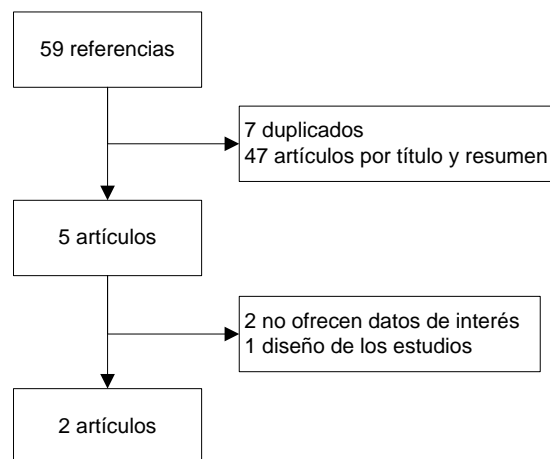 59 referencias
7 duplicados
47 artículos por título y resumen
5 artículos
2 no ofrecen datos de interés
1 diseño de los estudios
2 artículos